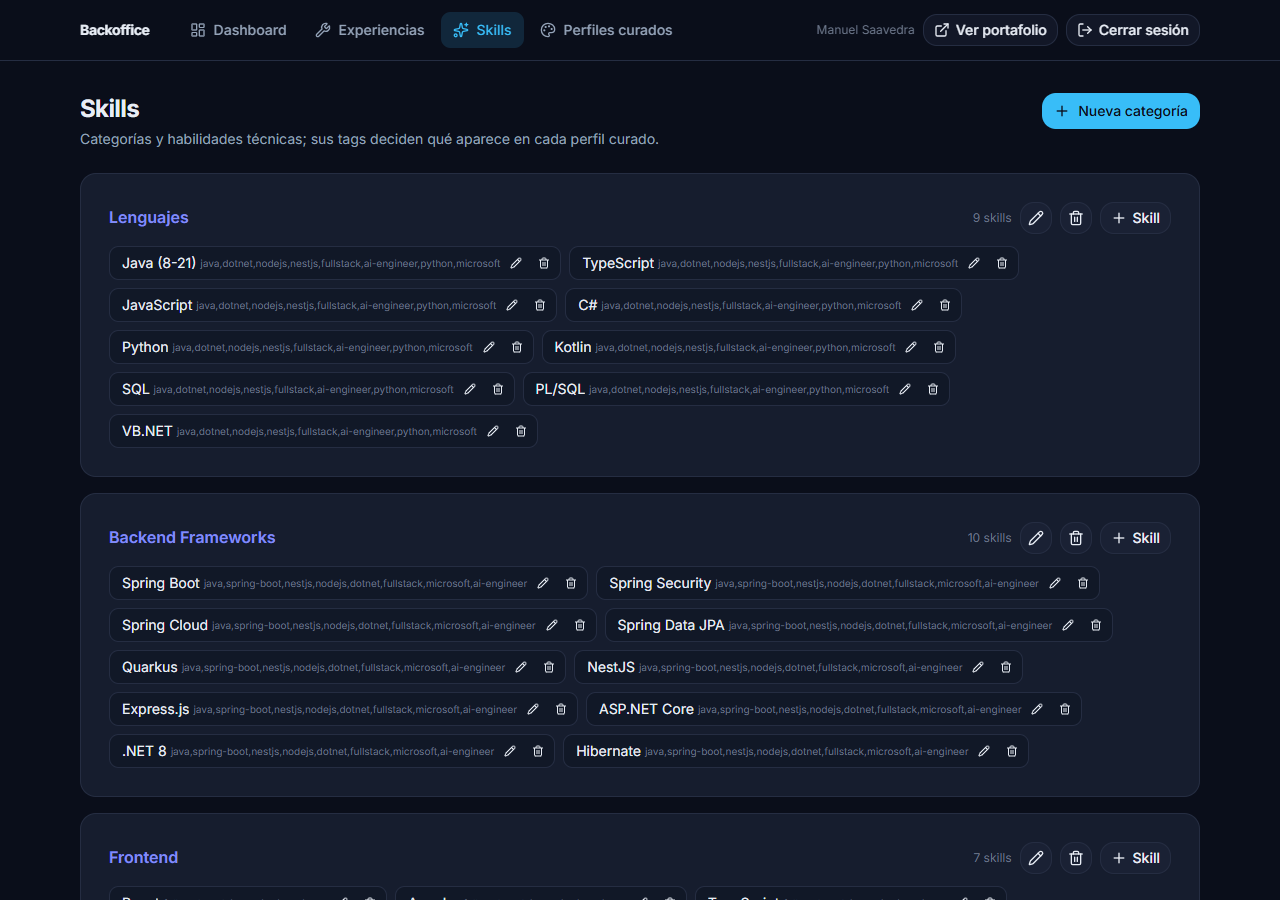 Backoffice Dashboard Experiencias Skills Perfiles curados Manuel Saavedra Ver portafolio Cerrar sesión
Skills
Nueva categoría
Categorías y habilidades técnicas; sus tags deciden qué aparece en cada perfil curado.
Lenguajes 9 skills + Skill
Java (8-21) java,dotnet,nodejs,nestjs,fullstack,ai-engineer,python,microsoft TypeScript java,dotnet,nodejs,nestjs,fullstack,ai-engineer,python,microsoft
JavaScript java,dotnet,nodejs,nestjs,fullstack,ai-engineer,python,microsoft C# java,dotnet,nodejs,nestjs,fullstack,ai-engineer,python,microsoft
Python java,dotnet,nodejs,nestjs,fullstack,ai-engineer,python,microsoft Kotlin java,dotnet,nodejs,nestjs,fullstack,ai-engineer,python,microsoft
SQL java,dotnet,nodejs,nestjs,fullstack,ai-engineer,python,microsoft PL/SQL java,dotnet,nodejs,nestjs,fullstack,ai-engineer,python,microsoft
VB.NET java,dotnet,nodejs,nestjs,fullstack,ai-engineer,python,microsoft
Backend Frameworks 10 skills + Skill
Spring Boot java,spring-boot,nestjs,nodejs,dotnet,fullstack,microsoft,ai-engineer Spring Security java,spring-boot,nestjs,nodejs,dotnet,fullstack,microsoft,ai-engineer
Spring Cloud java,spring-boot,nestjs,nodejs,dotnet,fullstack,microsoft,ai-engineer Spring Data JPA java,spring-boot,nestjs,nodejs,dotnet,fullstack,microsoft,ai-engineer
Quarkus java,spring-boot,nestjs,nodejs,dotnet,fullstack,microsoft,ai-engineer NestJS java,spring-boot,nestjs,nodejs,dotnet,fullstack,microsoft,ai-engineer
Express.js java,spring-boot,nestjs,nodejs,dotnet,fullstack,microsoft,ai-engineer ASP.NET Core java,spring-boot,nestjs,nodejs,dotnet,fullstack,microsoft,ai-engineer
.NET 8 java,spring-boot,nestjs,nodejs,dotnet,fullstack,microsoft,ai-engineer Hibernate java,spring-boot,nestjs,nodejs,dotnet,fullstack,microsoft,ai-engineer
Frontend 7 skills + Skill